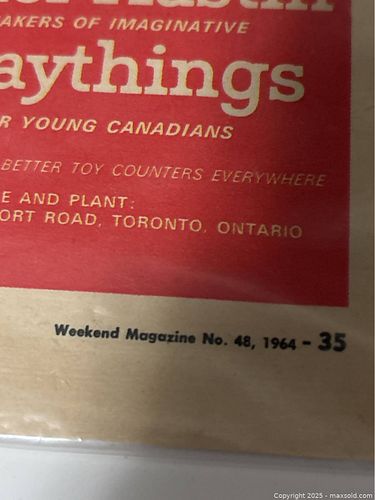 AKERS OF IMAGINATIVE
aythings
R YOUNG CANADIANS
BETTER TOY COUNTERS EVERYWHERE
E AND PLANT:
ORT ROAD, TORONTO, ONTARIO
Weekend Magazine No. 48, 1964 - 35
Copyright 2025 - maxsold.com